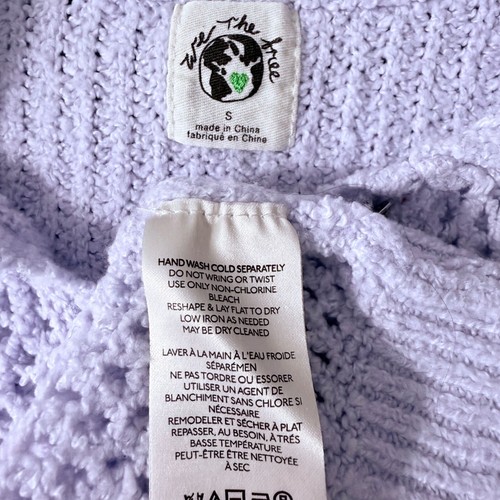 We The Free
S
made in China
fabriqué en Chine
HAND WASH COLD SEPARATELY
DO NOT WRING OR TWIST
USE ONLY NON-CHLORINE
BLEACH
RESHAPE & LAY FLAT TO DRY
LOW IRON AS NEEDED
MAY BE DRY CLEANED
LAVER À LA MAIN À L'EAU FROIDE
SÉPARÉMEN
NE PAS TORDRE OU ESSORER
UTILISER UN AGENT DE
BLANCHIMENT SANS CHLORE SI
NÉCESSAIRE
REMODELER ET SÈCHER À PLAT
REPASSER, AU BESOIN, À TRÉS
BASSE TEMPÉRATURE
PEUT-ÊTRE ÊTRE NETTOYÉE
À SEC